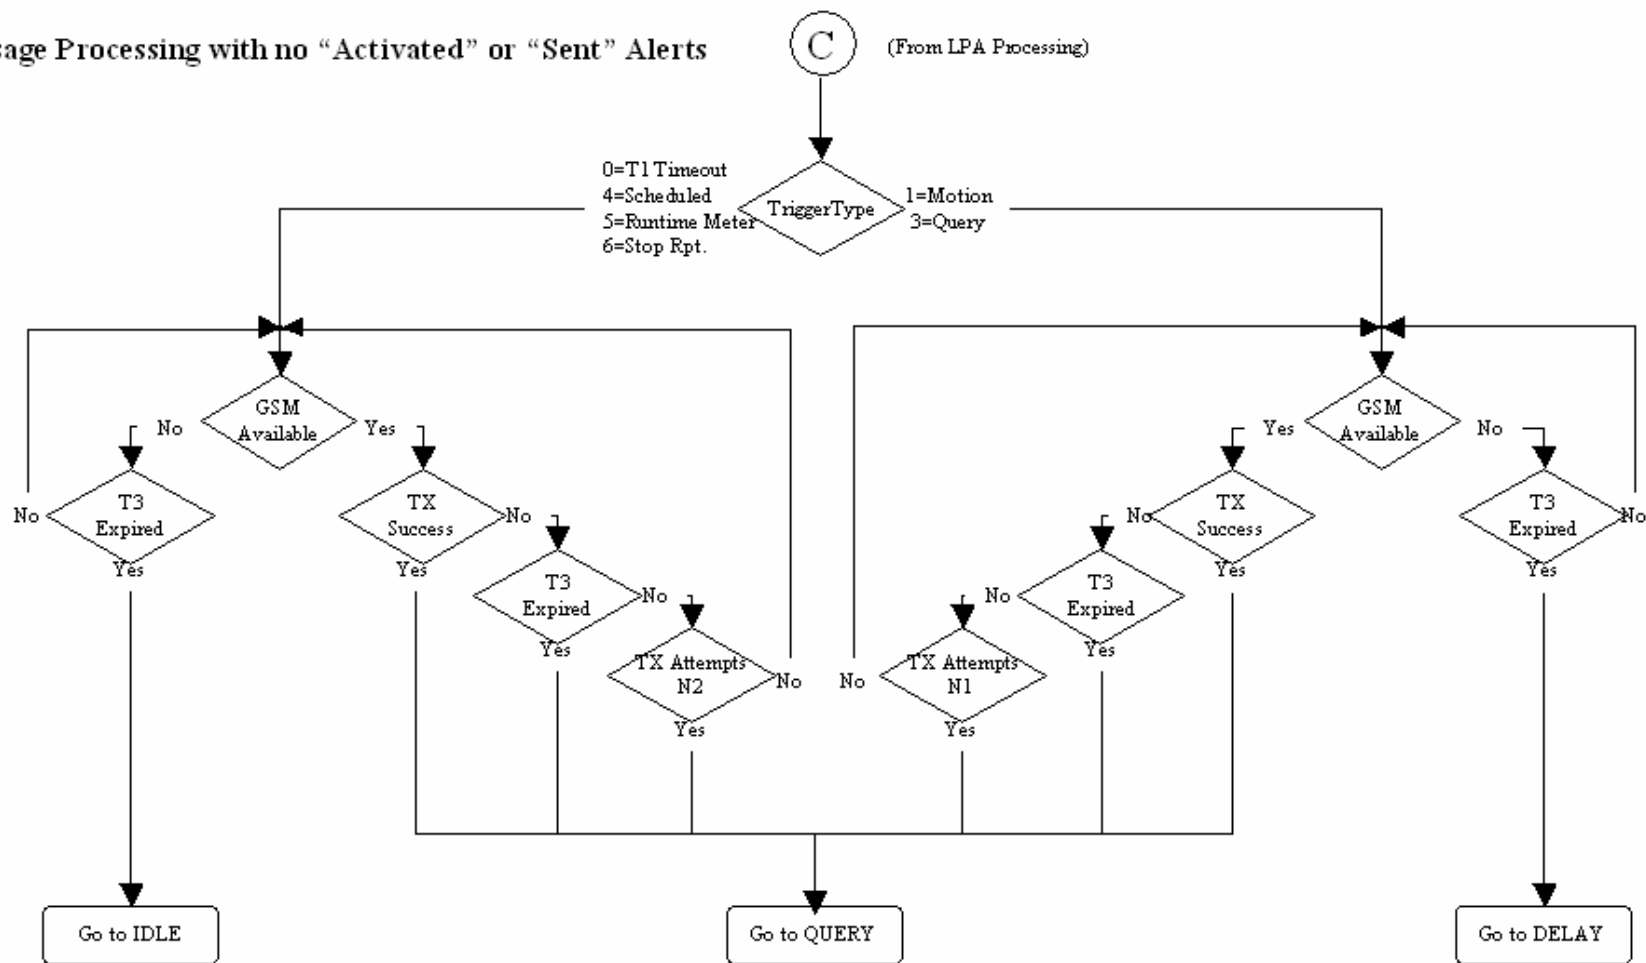 sage Processing with no “Activated” or “Sent” Alerts
C
(From LPA Processing)
0=T1 Timeout
4=Scheduled
5=Runtime Meter
6=Stop Rpt.
TriggerType
1=Motion
3=Query
GSM
Available
No
Yes
GSM
Available
Yes
No
T3
Expired
No
Yes
TX
Success
No
Yes
TX
Success
No
Yes
T3
Expired
No
Yes
T3
Expired
No
Yes
T3
Expired
No
Yes
TX Attempts
N2
No
Yes
TX Attempts
N1
No
Yes
Go to IDLE
Go to QUERY
Go to DELAY